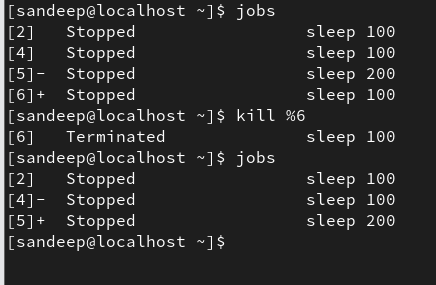 [sandeep@localhost ~]$ jobs
[2]   Stopped                 sleep 100
[4]   Stopped                 sleep 100
[5]-  Stopped                 sleep 200
[6]+  Stopped                 sleep 100
[sandeep@localhost ~]$ kill %6
[6]   Terminated              sleep 100
[sandeep@localhost ~]$ jobs
[2]   Stopped                 sleep 100
[4]-  Stopped                 sleep 100
[5]+  Stopped                 sleep 200
[sandeep@localhost ~]$